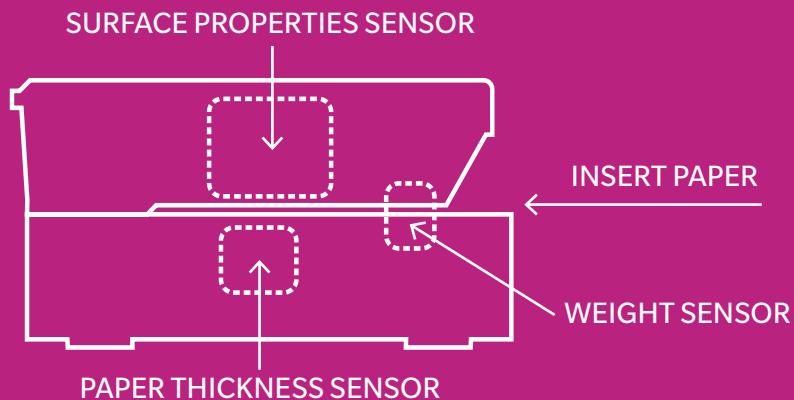 SURFACE PROPERTIES SENSOR
INSERT PAPER
WEIGHT SENSOR
PAPER THICKNESS SENSOR